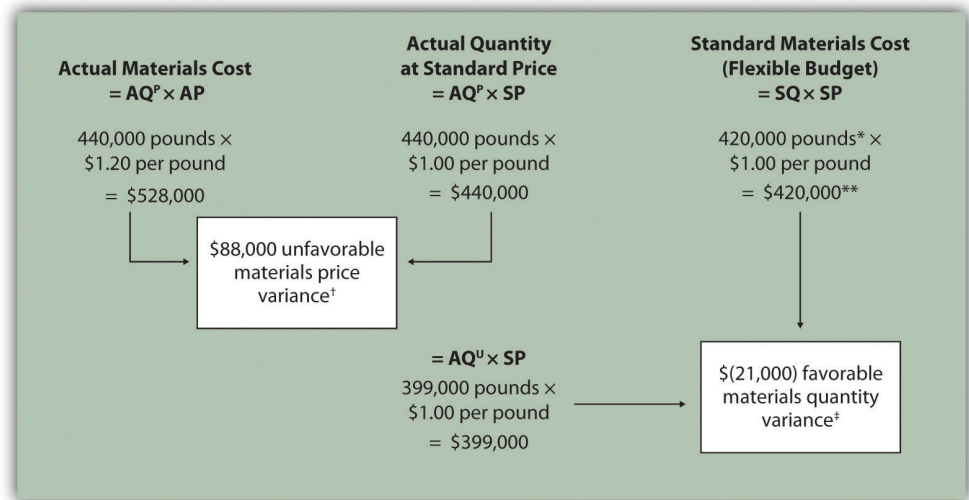 Actual Materials Cost
= AQᴾ × AP
440,000 pounds ×
$1.20 per pound
= $528,000
Actual Quantity
at Standard Price
= AQᴾ × SP
440,000 pounds ×
$1.00 per pound
= $440,000
Standard Materials Cost
(Flexible Budget)
= SQ × SP
420,000 pounds* ×
$1.00 per pound
= $420,000**
$88,000 unfavorable
materials price
variance†
= AQᵁ × SP
399,000 pounds ×
$1.00 per pound
= $399,000
$(21,000) favorable
materials quantity
variance‡